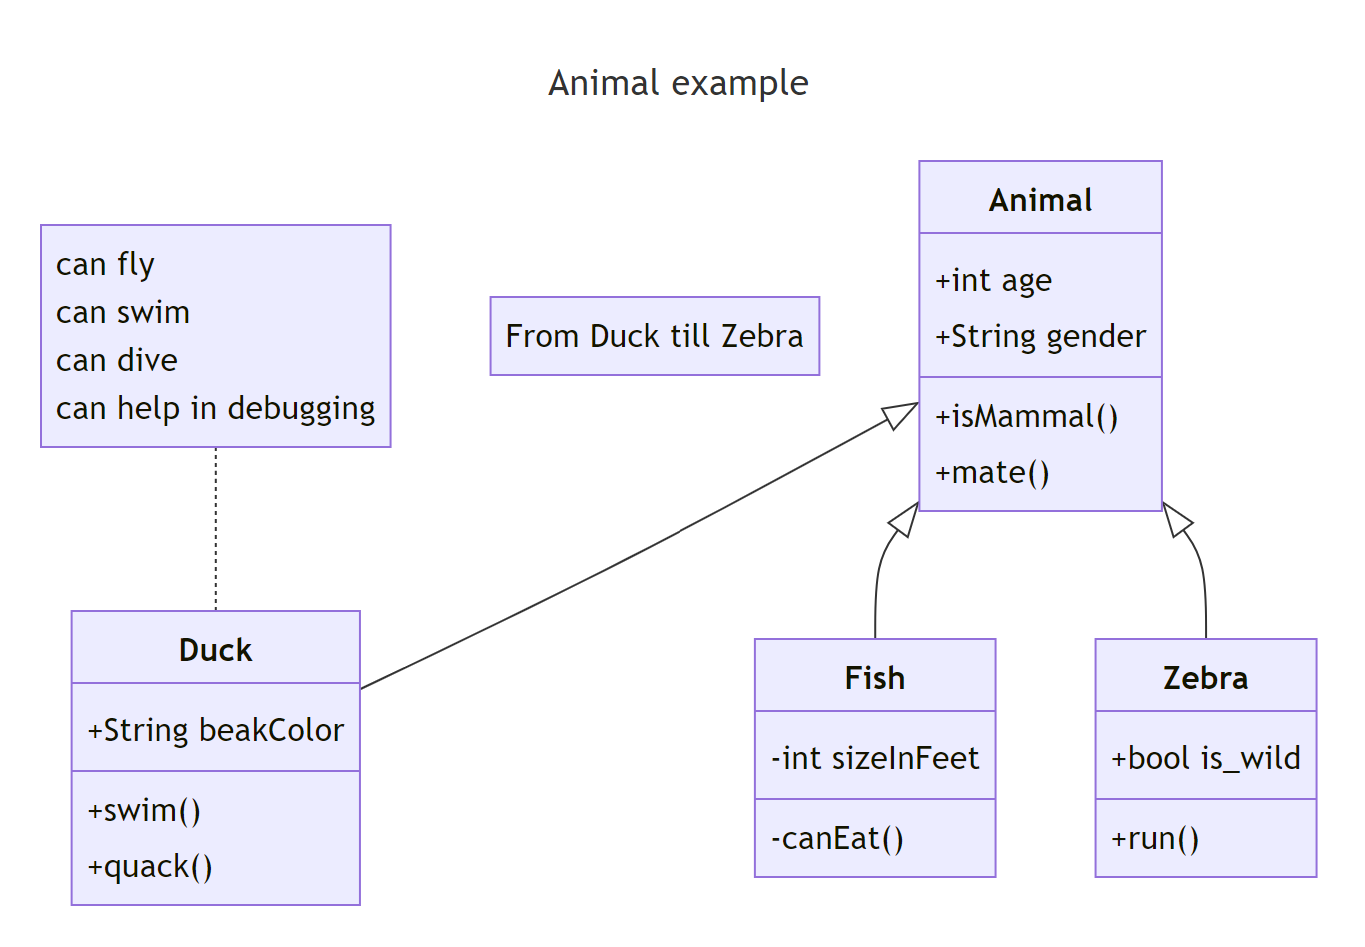 Animal example
can fly
can swim
can dive
can help in debugging
From Duck till Zebra
Animal
+int age
+String gender
+isMammal()
+mate()
Duck
+String beakColor
+swim()
+quack()
Fish
-int sizeInFeet
-canEat()
Zebra
+bool is_wild
+run()